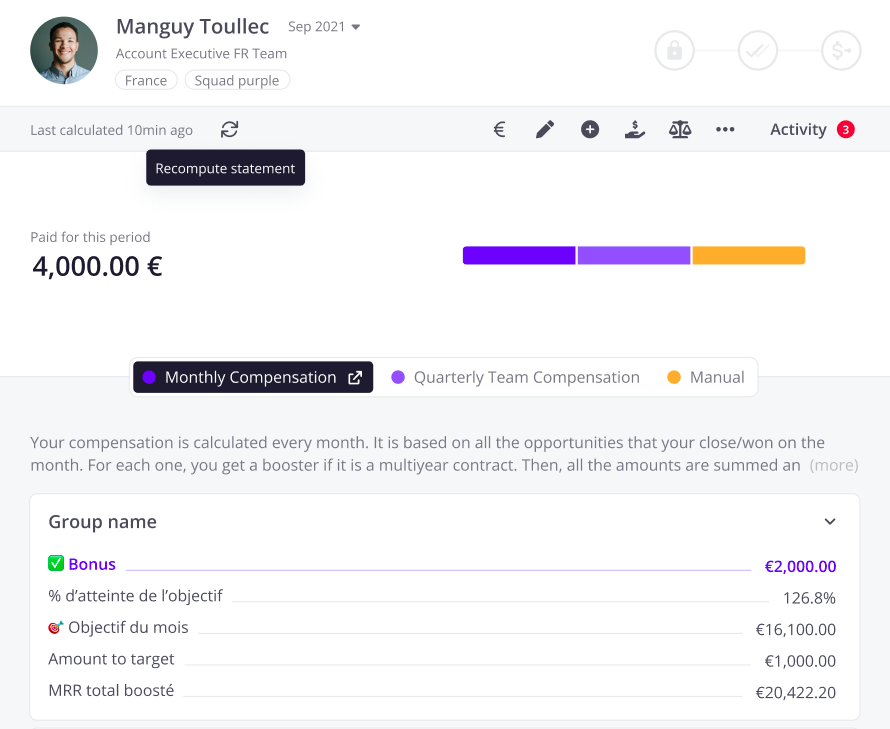 Manguy Toullec Sep 2021
Account Executive FR Team
France Squad purple
Last calculated 10min ago € Activity 3
Recompute statement
Paid for this period
4,000.00 €
Monthly Compensation Quarterly Team Compensation Manual
Your compensation is calculated every month. It is based on all the opportunities that your close/won on the
month. For each one, you get a booster if it is a multiyear contract. Then, all the amounts are summed an (more)
Group name
Bonus €2,000.00
% d’atteinte de l’objectif 126.8%
Objectif du mois €16,100.00
Amount to target €1,000.00
MRR total boosté €20,422.20